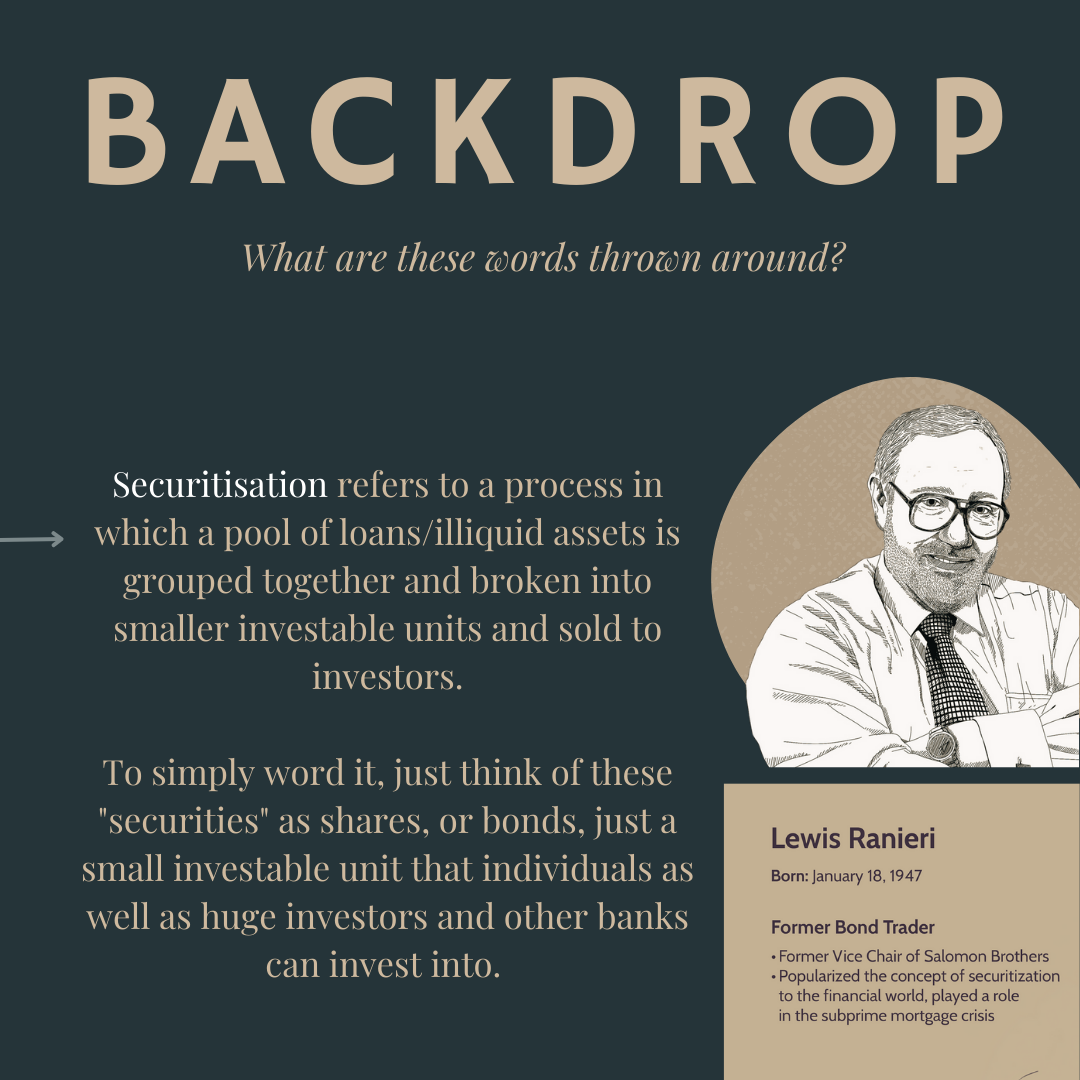 BACKDROP
What are these words thrown around?
Securitisation refers to a process in
which a pool of loans/illiquid assets is
grouped together and broken into
smaller investable units and sold to
investors.
To simply word it, just think of these
"securities" as shares, or bonds, just a
small investable unit that individuals as
well as huge investors and other banks
can invest into.
Lewis Ranieri
Born: January 18, 1947
Former Bond Trader
• Former Vice Chair of Salomon Brothers
• Popularized the concept of securitization
to the financial world, played a role
in the subprime mortgage crisis